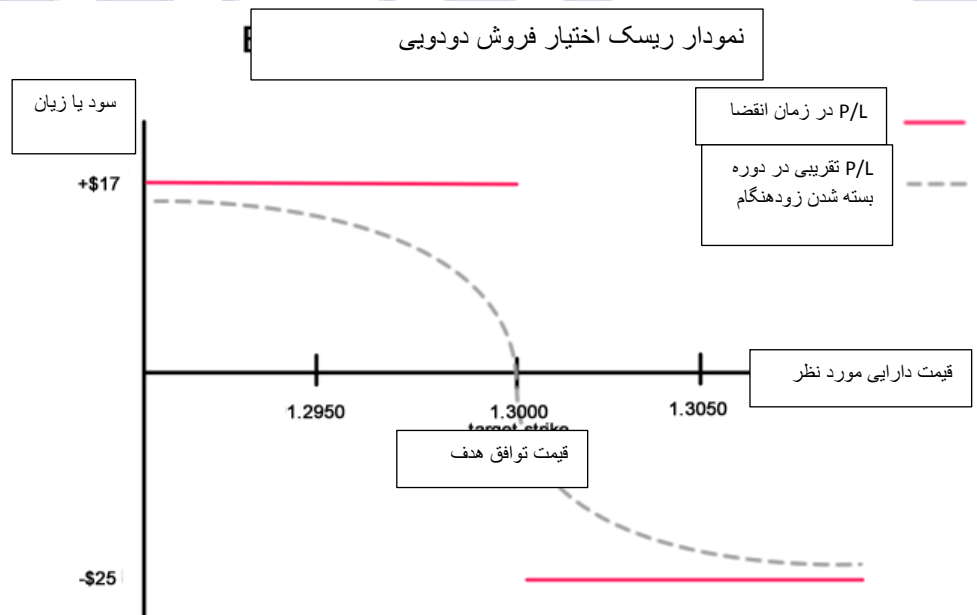 نمودار ریسک اختیار فروش دودویی
سود یا زیان
P/L در زمان انقضا
P/L تقریبی در دوره
بسته شدن زودهنگام
+$17
قیمت دارایی مورد نظر
1.2950
1.3000
1.3050
target strike
قیمت توافق هدف
-$25